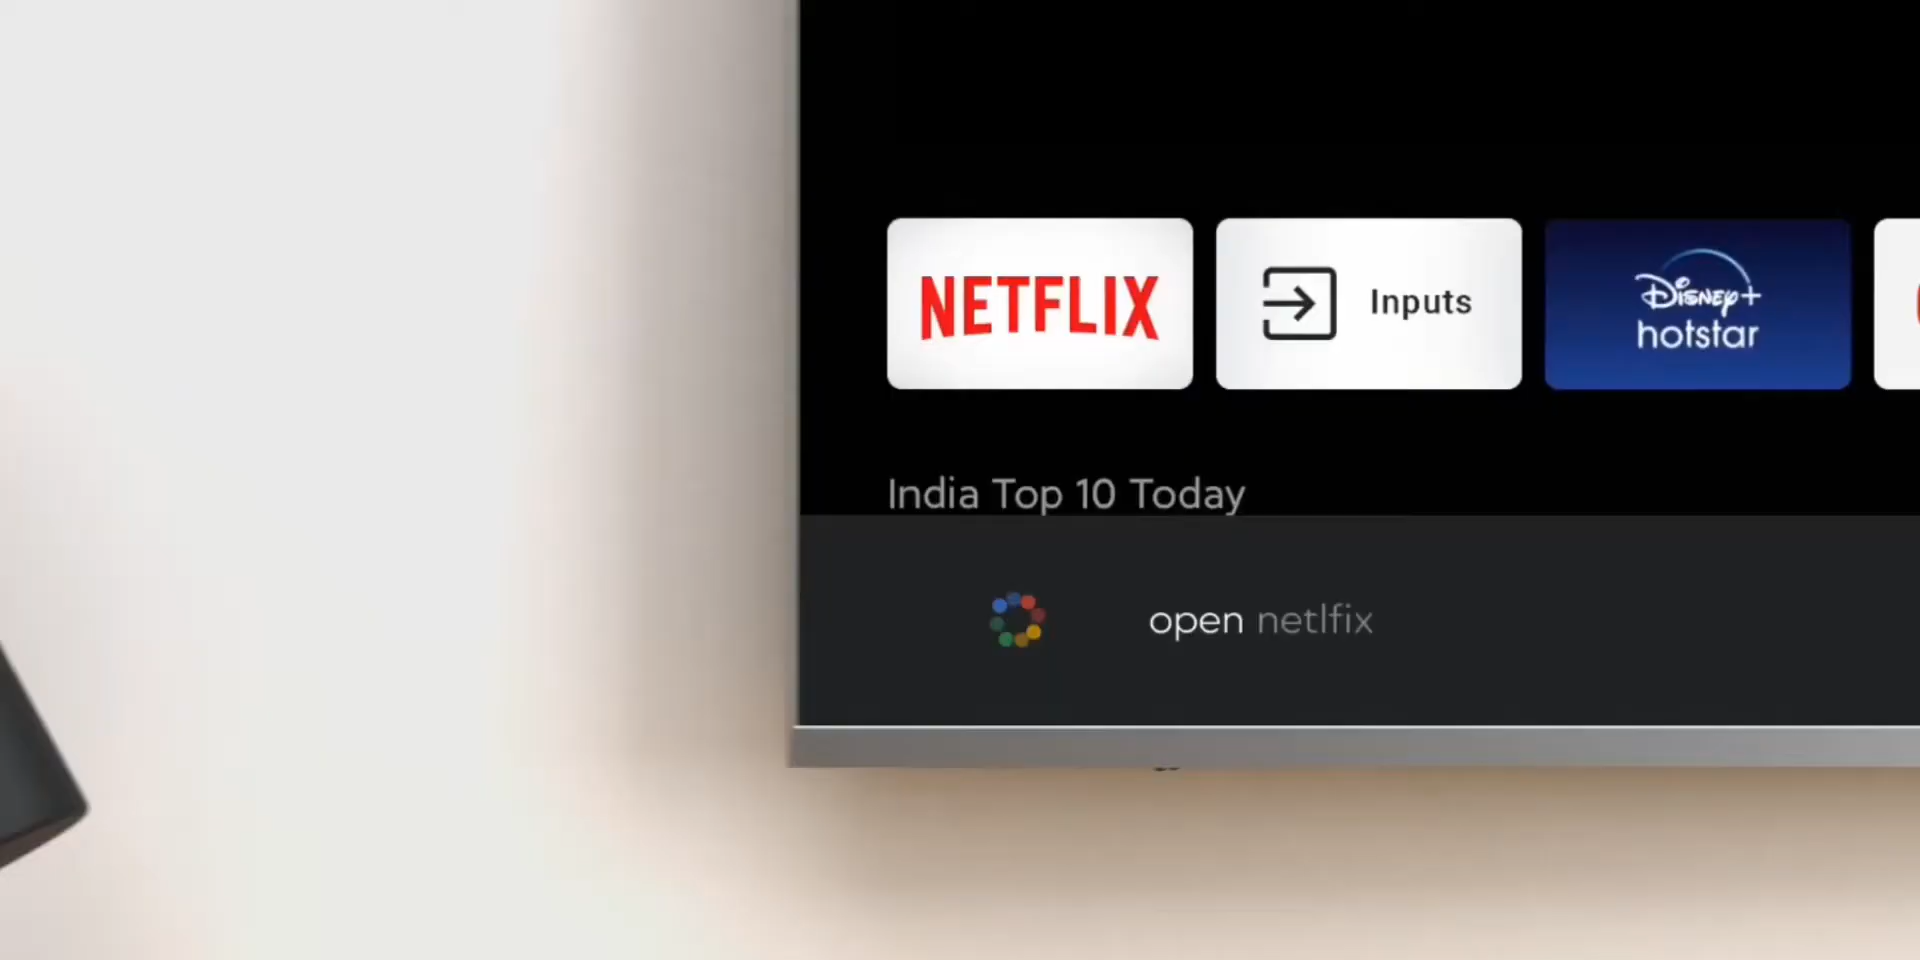 NETFLIX
Inputs
Disney+
hotstar
India Top 10 Today
open netlfix